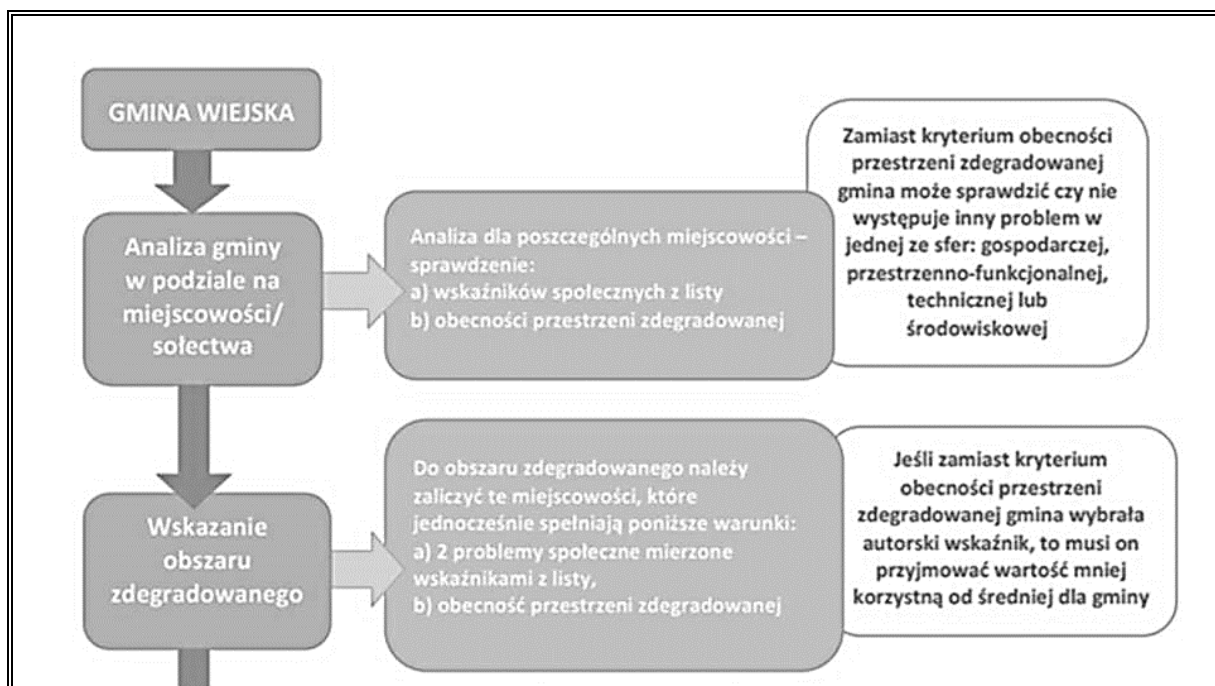 GMINA WIEJSKA
Zamiast kryterium obecności
przestrzeni zdegradowanej
gmina może sprawdzić czy nie
występuje inny problem w
jednej ze sfer: gospodarczej,
przestrzenno-funkcjonalnej,
technicznej lub
środowiskowej
Analiza gminy
w podziale na
miejscowości/
sołectwa
Analiza dla poszczególnych miejscowości –
sprawdzenie:
a) wskaźników społecznych z listy
b) obecności przestrzeni zdegradowanej
Wskazanie
obszaru
zdegradowanego
Do obszaru zdegradowanego należy
zaliczyć te miejscowości, które
jednocześnie spełniają poniższe warunki:
a) 2 problemy społeczne mierzone
wskaźnikami z listy,
b) obecność przestrzeni zdegradowanej
Jeśli zamiast kryterium
obecności przestrzeni
zdegradowanej gmina wybrała
autorski wskaźnik, to musi on
przyjmować wartość mniej
korzystną od średniej dla gminy